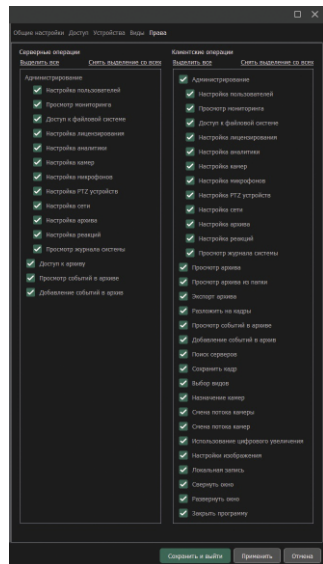 Общие настройки Доступ Устройства Виды Права
Серверные операции
Выделить все Снять выделение со всех
Администрирование
Настройка пользователей
Просмотр мониторинга
Доступ к файловой системе
Настройка лицензирования
Настройка аналитики
Настройка камер
Настройка микрофонов
Настройка PTZ устройств
Настройка сети
Настройка архива
Настройка реакций
Просмотр журнала системы
Доступ к архиву
Просмотр событий в архиве
Добавление событий в архив
Клиентские операции
Выделить все Снять выделение со всех
Администрирование
Настройка пользователей
Просмотр мониторинга
Доступ к файловой системе
Настройка лицензирования
Настройка аналитики
Настройка камер
Настройка микрофонов
Настройка PTZ устройств
Настройка сети
Настройка архива
Настройка реакций
Просмотр журнала системы
Просмотр архива
Просмотр архива из папки
Экспорт архива
Разложить на кадры
Просмотр событий в архиве
Добавление событий в архив
Поиск серверов
Сохранить кадр
Выбор видов
Назначение камер
Смена потока камеры
Смена потока камер
Использование цифрового увеличения
Настройки изображения
Локальная запись
Свернуть окно
Развернуть окно
Закрыть программу
Сохранить и выйти Применить Отмена